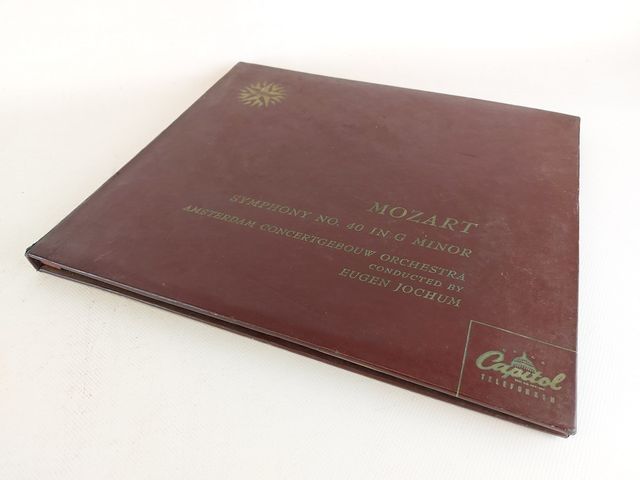 MOZART
SYMPHONY NO. 40 IN G MINOR
AMSTERDAM CONCERTGEBOUW ORCHESTRA
CONDUCTED BY
EUGEN JOCHUM
Capitol
TELEFUNKEN